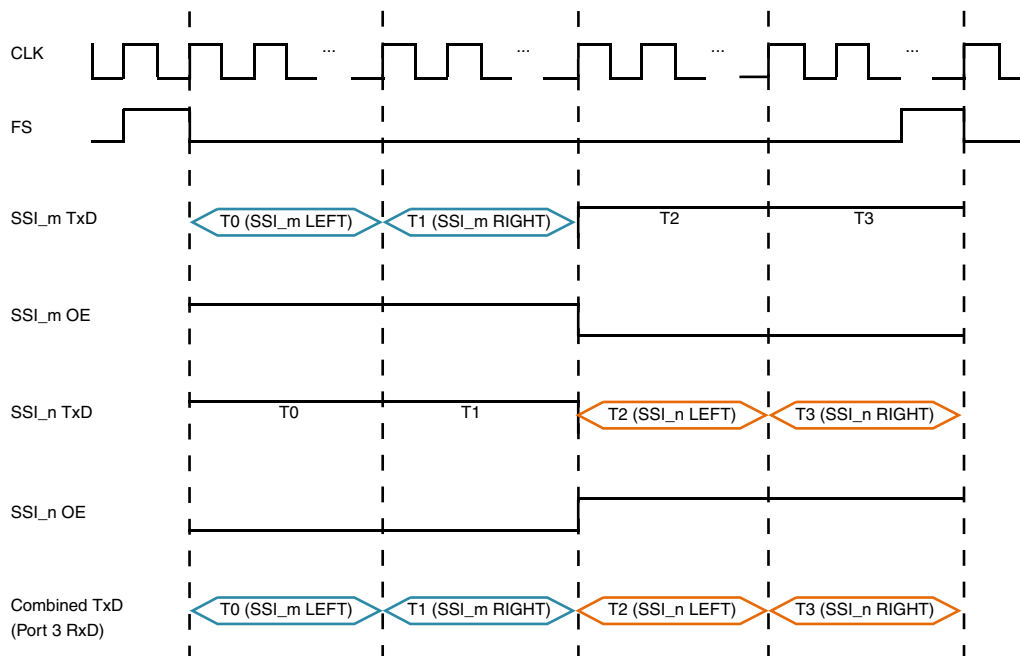 CLK
... ... ... ...
FS
SSI_m TxD
T0 (SSI_m LEFT) T1 (SSI_m RIGHT) T2 T3
SSI_m OE
SSI_n TxD
T0 T1 T2 (SSI_n LEFT) T3 (SSI_n RIGHT)
SSI_n OE
Combined TxD
(Port 3 RxD)
T0 (SSI_m LEFT) T1 (SSI_m RIGHT) T2 (SSI_n LEFT) T3 (SSI_n RIGHT)